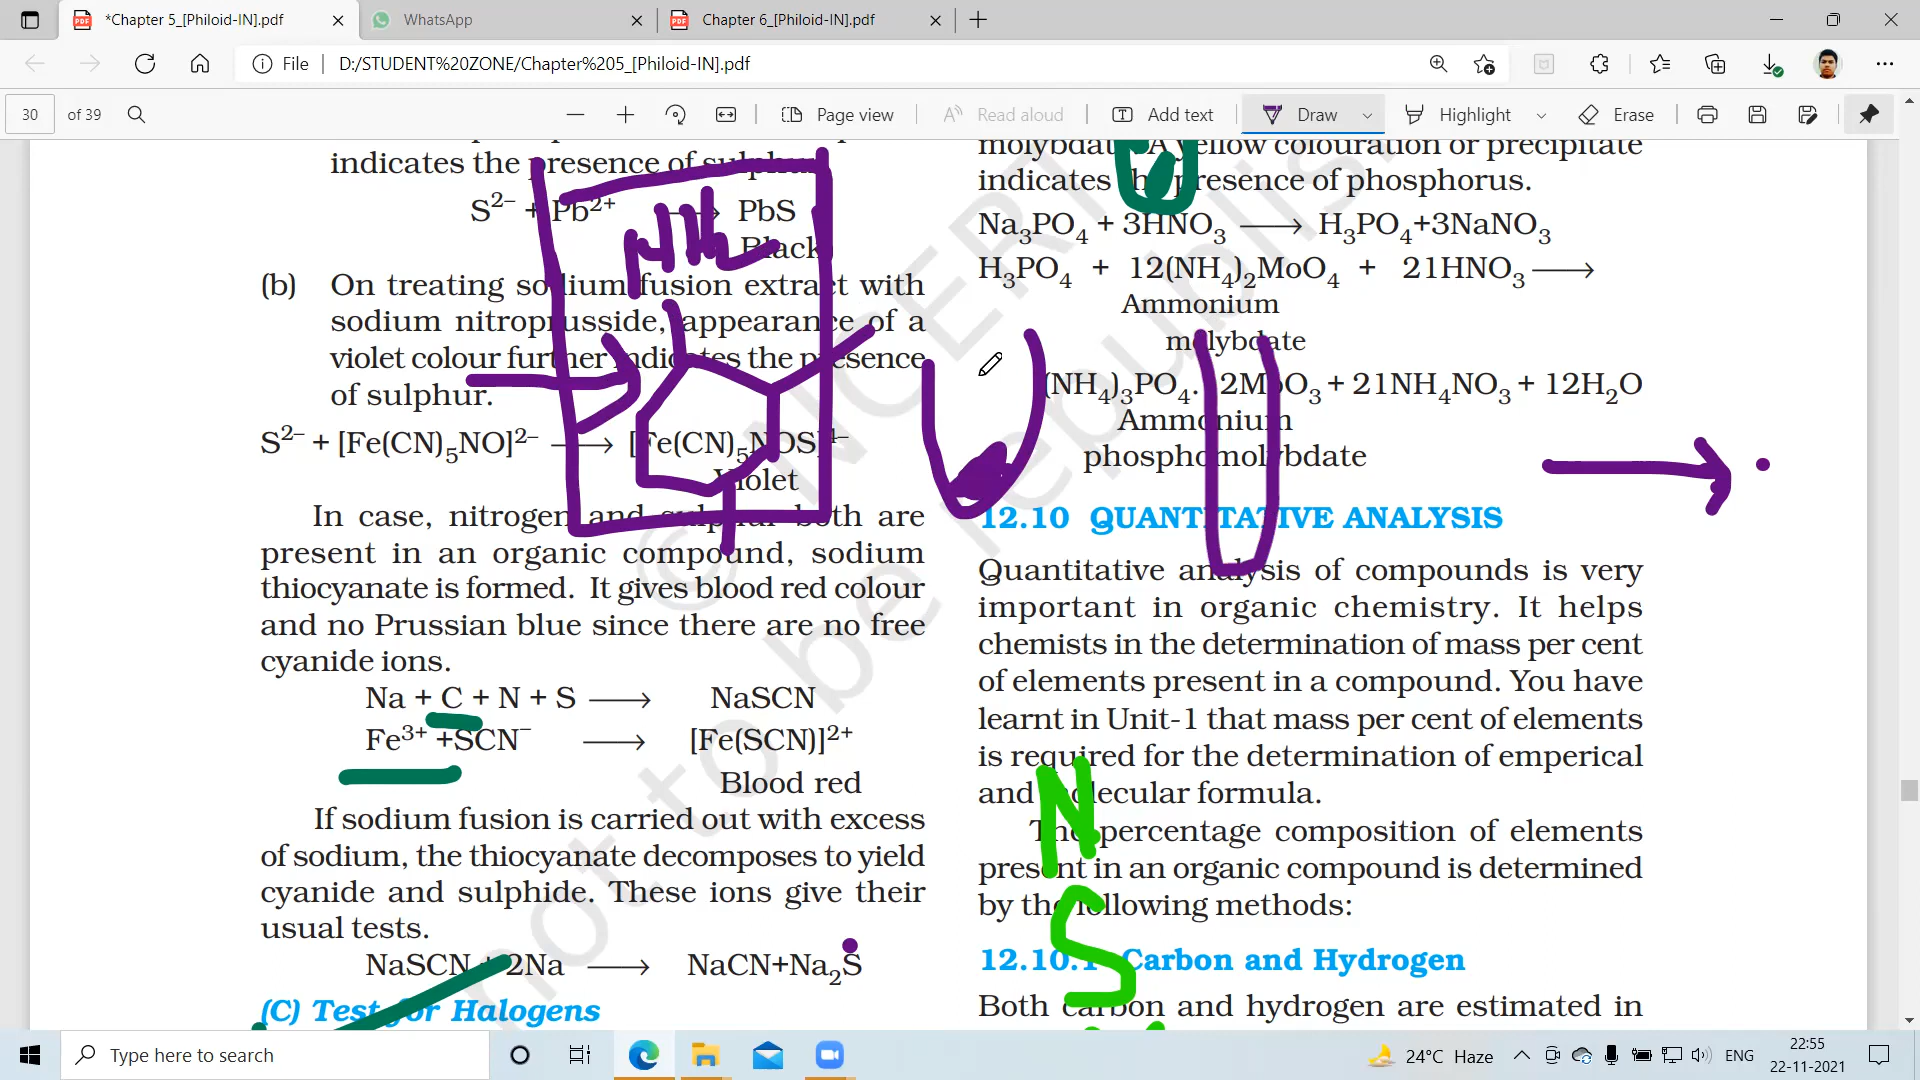 *Chapter 5_[Philoid-IN].pdf
WhatsApp
Chapter 6_[Philoid-IN].pdf
File
D:/STUDENT%20ZONE/Chapter%205_[Philoid-IN].pdf
30 of 39
Page view
Read aloud
Add text
Draw
Highlight
Erase
indicates the presence of sulphur
S²⁻ + Pb²⁺ ⟶ PbS
Black
(b) On treating sodium fusion extract with
sodium nitroprusside, appearance of a
violet colour further indicates the presence
of sulphur.
S²⁻ + [Fe(CN)₅NO]²⁻ ⟶ [Fe(CN)₅NOS]⁴⁻
Violet
In case, nitrogen and sulphur both are
present in an organic compound, sodium
thiocyanate is formed. It gives blood red colour
and no Prussian blue since there are no free
cyanide ions.
Na + C + N + S ⟶ NaSCN
Fe³⁺ +SCN⁻ ⟶ [Fe(SCN)]²⁺
Blood red
If sodium fusion is carried out with excess
of sodium, the thiocyanate decomposes to yield
cyanide and sulphide. These ions give their
usual tests.
NaSCN + 2Na ⟶ NaCN+Na₂S
(C) Test for Halogens
molybdate. A yellow colouration or precipitate
indicates the presence of phosphorus.
Na₃PO₄ + 3HNO₃ ⟶ H₃PO₄+3NaNO₃
H₃PO₄ + 12(NH₄)₂MoO₄ + 21HNO₃ ⟶
Ammonium
molybdate
(NH₄)₃PO₄.12MoO₃ + 21NH₄NO₃ + 12H₂O
Ammonium
phosphomolybdate
12.10 QUANTITATIVE ANALYSIS
Quantitative analysis of compounds is very
important in organic chemistry. It helps
chemists in the determination of mass per cent
of elements present in a compound. You have
learnt in Unit-1 that mass per cent of elements
is required for the determination of emperical
and molecular formula.
The percentage composition of elements
present in an organic compound is determined
by the following methods:
12.10.1 Carbon and Hydrogen
Both carbon and hydrogen are estimated in
N
S
© NCERT
not to be republis
Type here to search
24°C Haze
ENG
22:55
22-11-2021